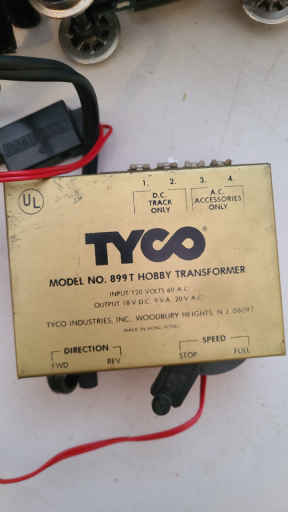 UL
1. 2. 3. 4.
D.C. A.C.
TRACK ACCESSORIES
ONLY ONLY
TYCO
MODEL NO. 899T HOBBY TRANSFORMER
INPUT 120 VOLTS 60 A.C.
OUTPUT 18 V.D.C. 9 V.A. 20 V.A.C.
TYCO INDUSTRIES, INC., WOODBURY HEIGHTS, N.J. 08097
MADE IN HONG KONG
DIRECTION SPEED
FWD REV. STOP FULL